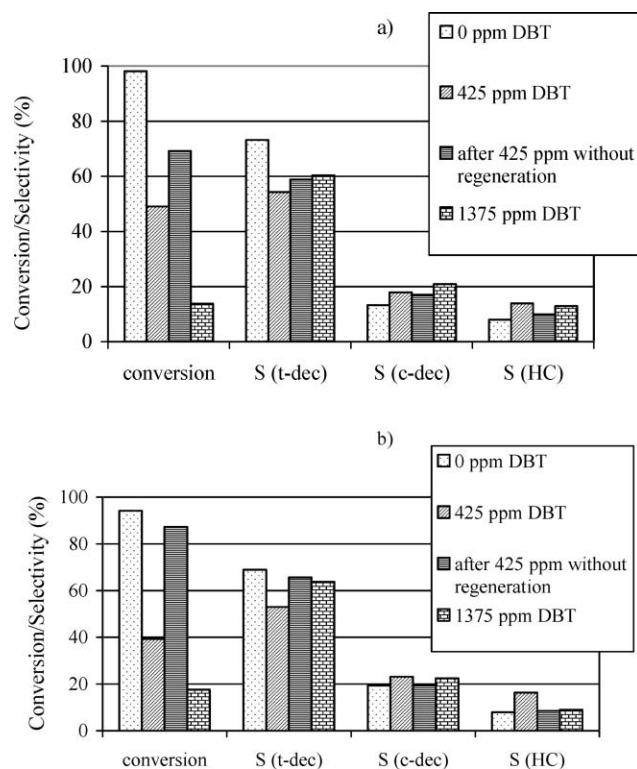 a)
0 ppm DBT
425 ppm DBT
after 425 ppm without
regeneration
1375 ppm DBT
Conversion/Selectivity (%)
100
80
60
40
20
0
conversion S (t-dec) S (c-dec) S (HC)
b)
0 ppm DBT
425 ppm DBT
after 425 ppm without
regeneration
1375 ppm DBT
Conversion/Selectivity (%)
100
80
60
40
20
0
conversion S (t-dec) S (c-dec) S (HC)